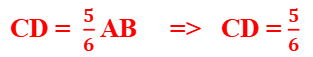 CD = 5/6 AB => CD = 5/6